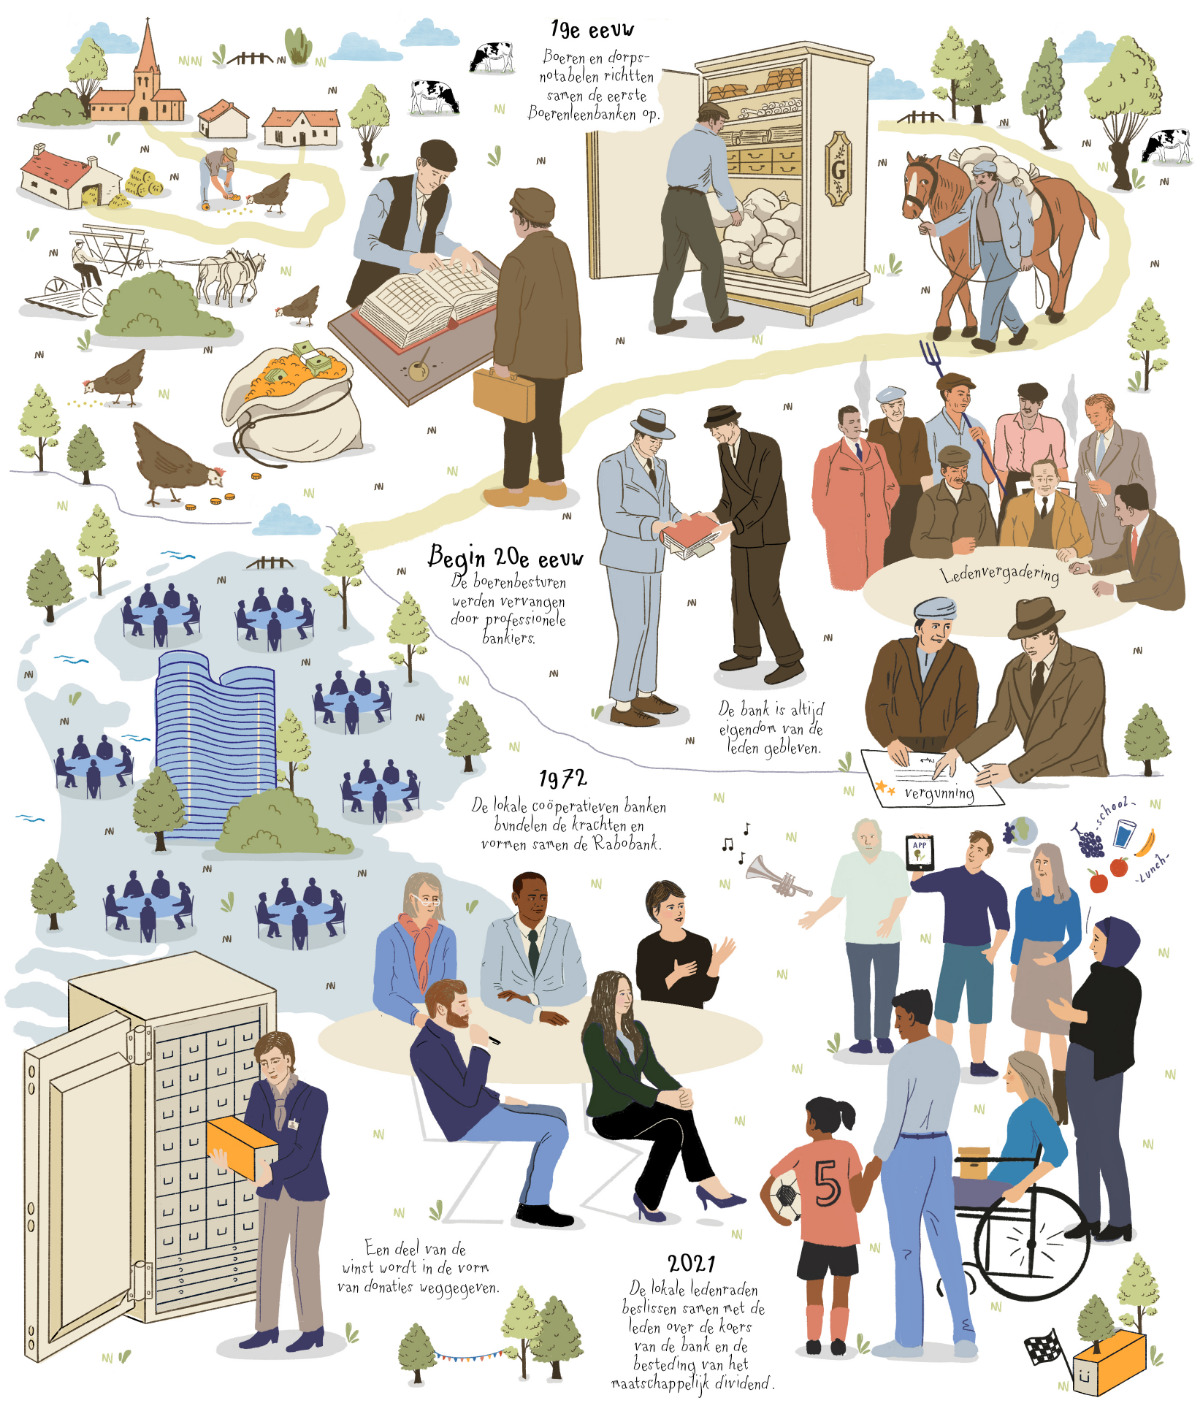 19e eeuw
Boeren en dorps-
notabelen richtten
samen de eerste
Boerenleenbanken op.
G
Ledenvergadering
Begin 20e eeuw
De boerenbesturen
werden vervangen
door professionele
bankiers.
De bank is altijd
eigendom van de
leden gebleven.
vergunning
1972
De lokale coöperatieven banken
bundelen de krachten en
vormen samen de Rabobank.
APP
-school-
-Lunch-
5
Een deel van de
winst wordt in de vorm
van donaties weggegeven.
2021
De lokale ledenraden
beslissen samen met de
leden over de koers
van de bank en de
besteding van het
maatschappelijk dividend.